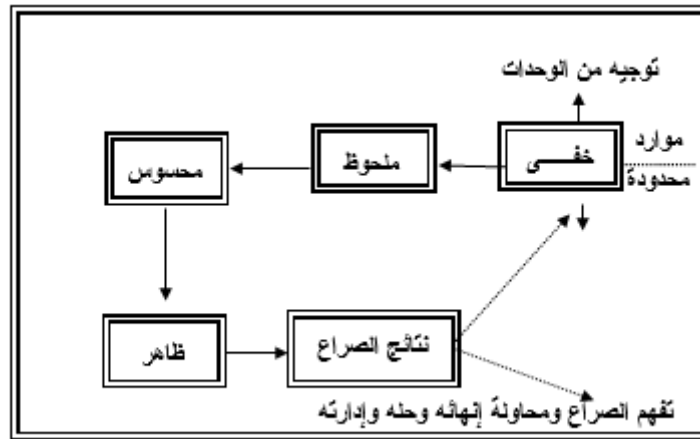 توجيه من الوحدات
موارد
محدودة
خفـــى
ملحوظ
محسوس
ظاهر
نتائج الصراع
تفهم الصراع ومحاولة إنهائه وحله وإدارته